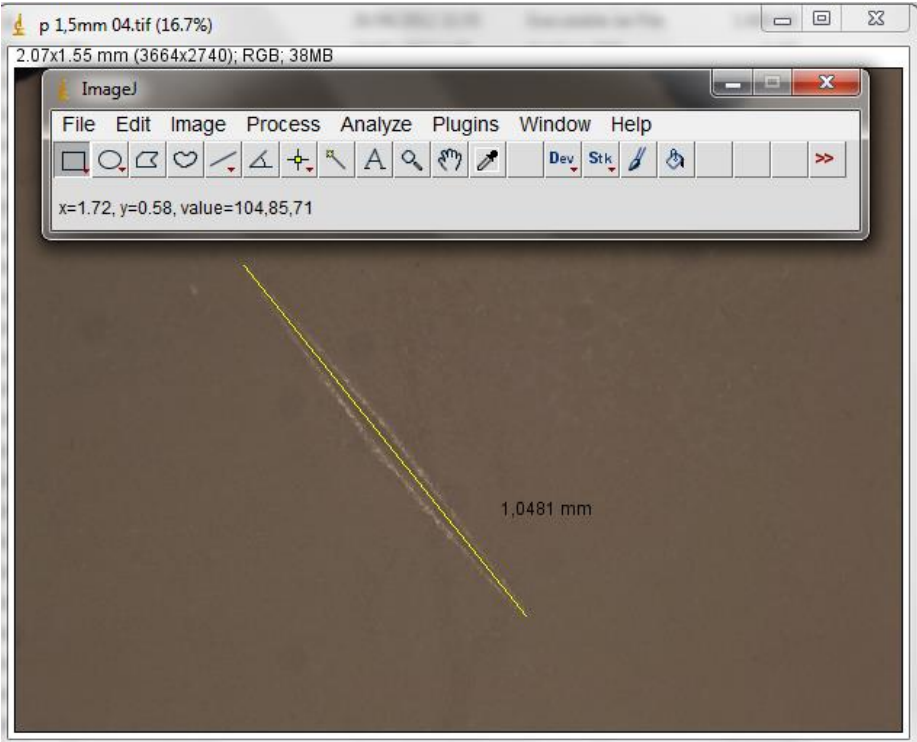 p 1,5mm 04.tif (16.7%)
2.07x1.55 mm (3664x2740); RGB; 38MB
ImageJ
File Edit Image Process Analyze Plugins Window Help
A Dev Stk >>
x=1.72, y=0.58, value=104,85,71
1,0481 mm